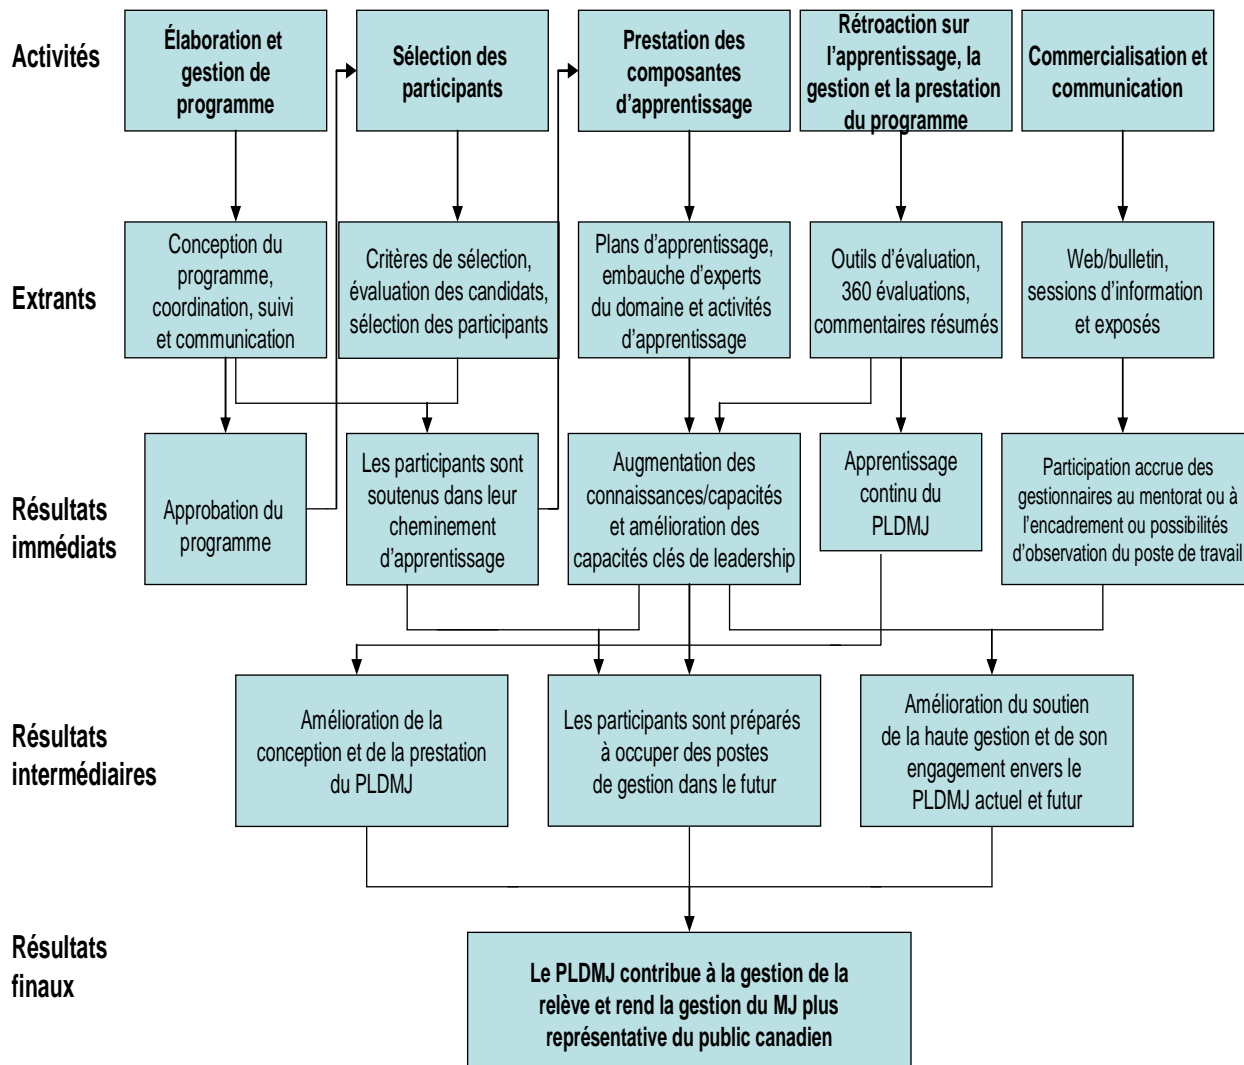 Activités
Élaboration et
gestion de
programme
Sélection des
participants
Prestation des
composantes
d’apprentissage
Rétroaction sur
l’apprentissage, la
gestion et la prestation
du programme
Commercialisation et
communication
Extrants
Conception du
programme,
coordination, suivi
et communication
Critères de sélection,
évaluation des candidats,
sélection des participants
Plans d’apprentissage,
embauche d’experts
du domaine et activités
d’apprentissage
Outils d’évaluation,
360 évaluations,
commentaires résumés
Web/bulletin,
sessions d’information
et exposés
Résultats
immédiats
Approbation du
programme
Les participants sont
soutenus dans leur
cheminement
d’apprentissage
Augmentation des
connaissances/capacités
et amélioration des
capacités clés de leadership
Apprentissage
continu du
PLDMJ
Participation accrue des
gestionnaires au mentorat ou à
l’encadrement ou possibilités
d’observation du poste de travail
Résultats
intermédiaires
Amélioration de la
conception et de la prestation
du PLDMJ
Les participants sont préparés
à occuper des postes
de gestion dans le futur
Amélioration du soutien
de la haute gestion et de son
engagement envers le
PLDMJ actuel et futur
Résultats
finaux
Le PLDMJ contribue à la gestion de la
relève et rend la gestion du MJ plus
représentative du public canadien